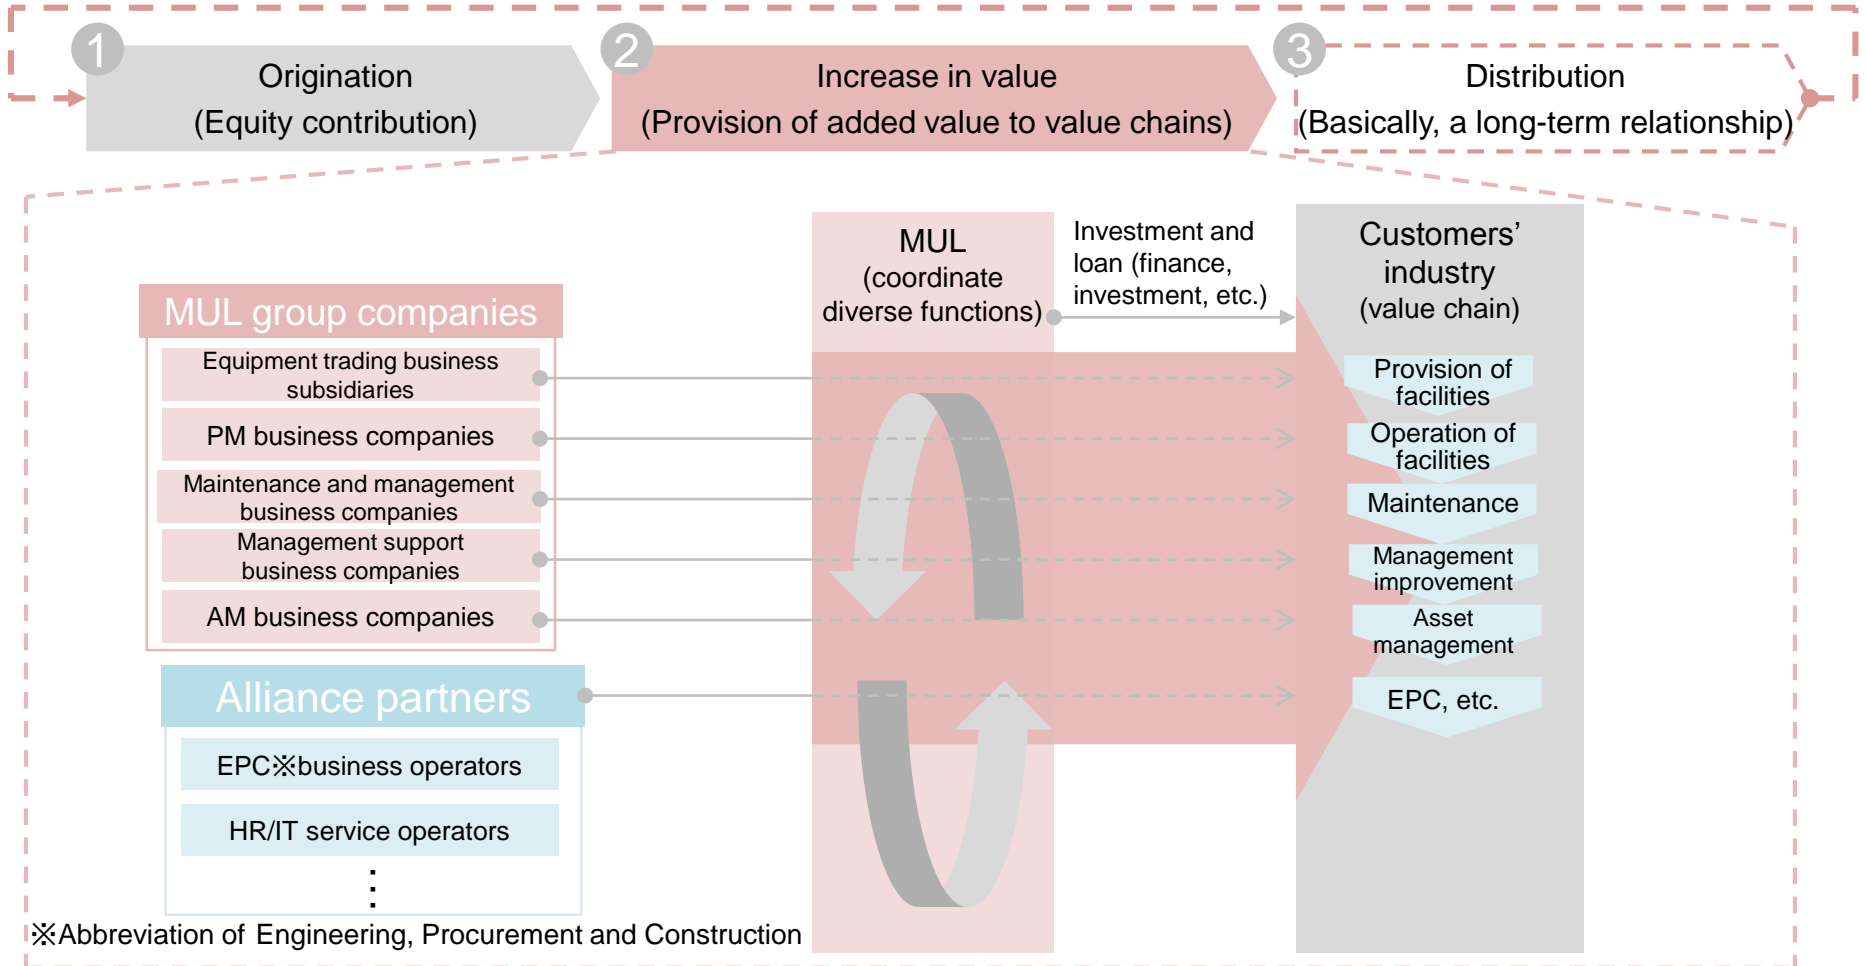 1
Origination
(Equity contribution)
2
Increase in value
(Provision of added value to value chains)
3
Distribution
(Basically, a long-term relationship)
MUL group companies
Equipment trading business
subsidiaries
PM business companies
Maintenance and management
business companies
Management support
business companies
AM business companies
Alliance partners
EPC※business operators
HR/IT service operators
⋮
※Abbreviation of Engineering, Procurement and Construction
MUL
(coordinate
diverse functions)
Investment and
loan (finance,
investment, etc.)
Customers’
industry
(value chain)
Provision of
facilities
Operation of
facilities
Maintenance
Management
improvement
Asset
management
EPC, etc.